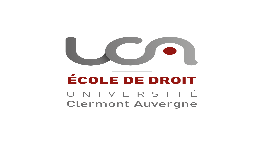 UCA
ÉCOLE DE DROIT
UNIVERSITÉ
Clermont Auvergne